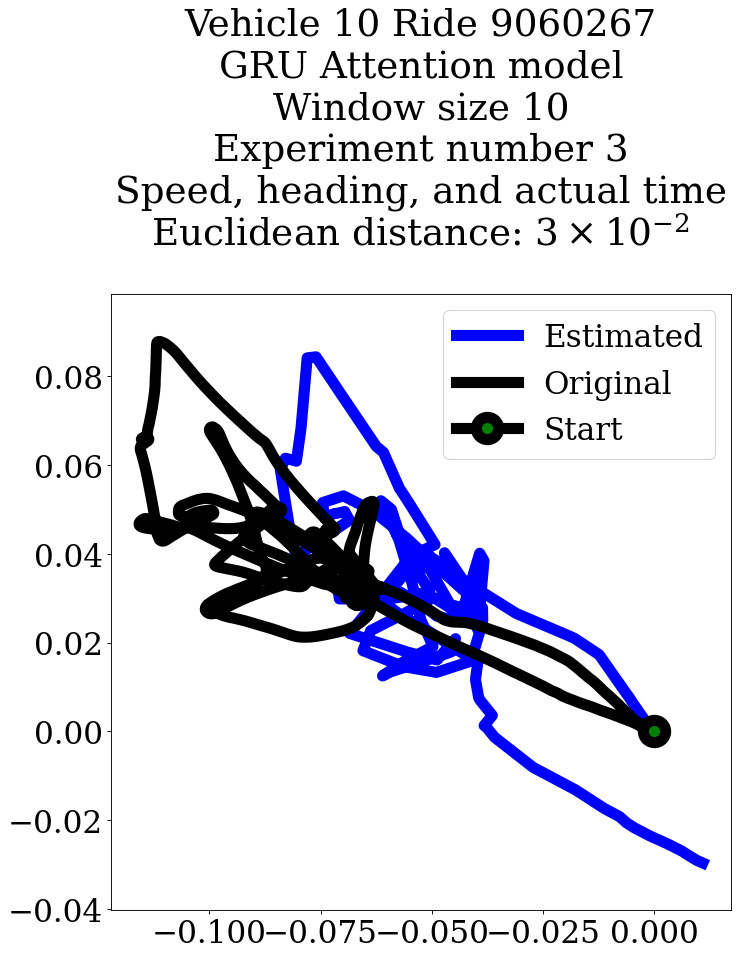 Vehicle 10 Ride 9060267
GRU Attention model
Window size 10
Experiment number 3
Speed, heading, and actual time
Euclidean distance: 3 × 10⁻²
Estimated
Original
Start
0.08
0.06
0.04
0.02
0.00
−0.02
−0.04
−0.100 −0.075 −0.050 −0.025 0.000